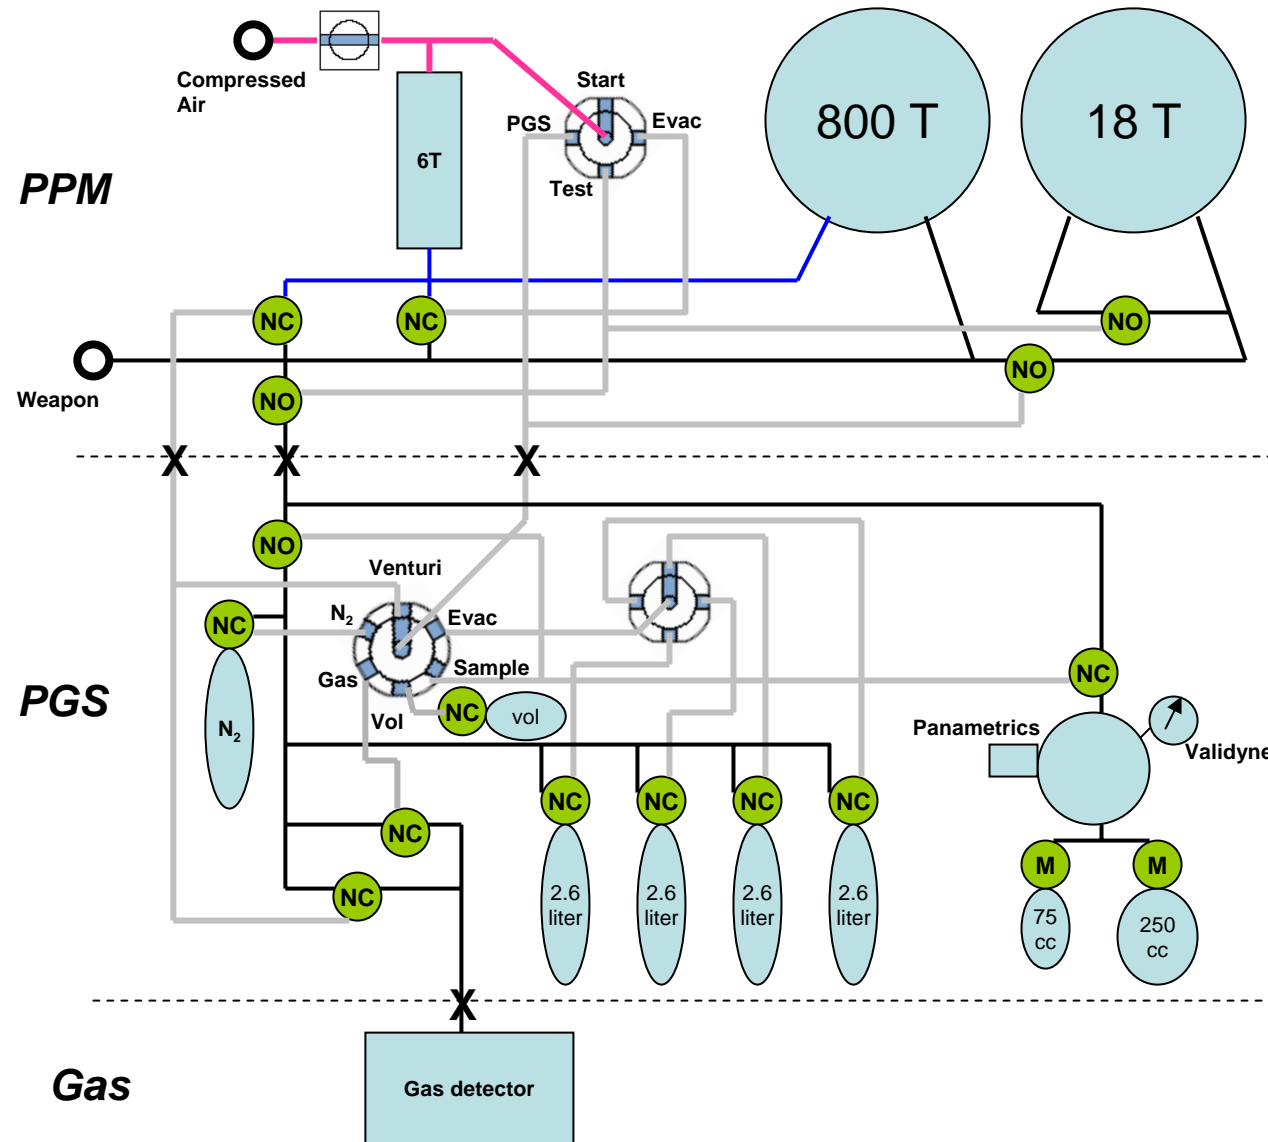 Compressed
Air
Start
PGS
Evac
Test
6T
800 T
18 T
PPM
NC
NC
NO
NO
Weapon
NO
X
X
X
NO
Venturi
N2
Evac
NC
Gas
Sample
NC
PGS
Vol
NC
vol
N2
Panametrics
Validyne
NC
NC
NC
NC
NC
M
M
NC
2.6
liter
2.6
liter
2.6
liter
2.6
liter
75
cc
250
cc
X
Gas
Gas detector